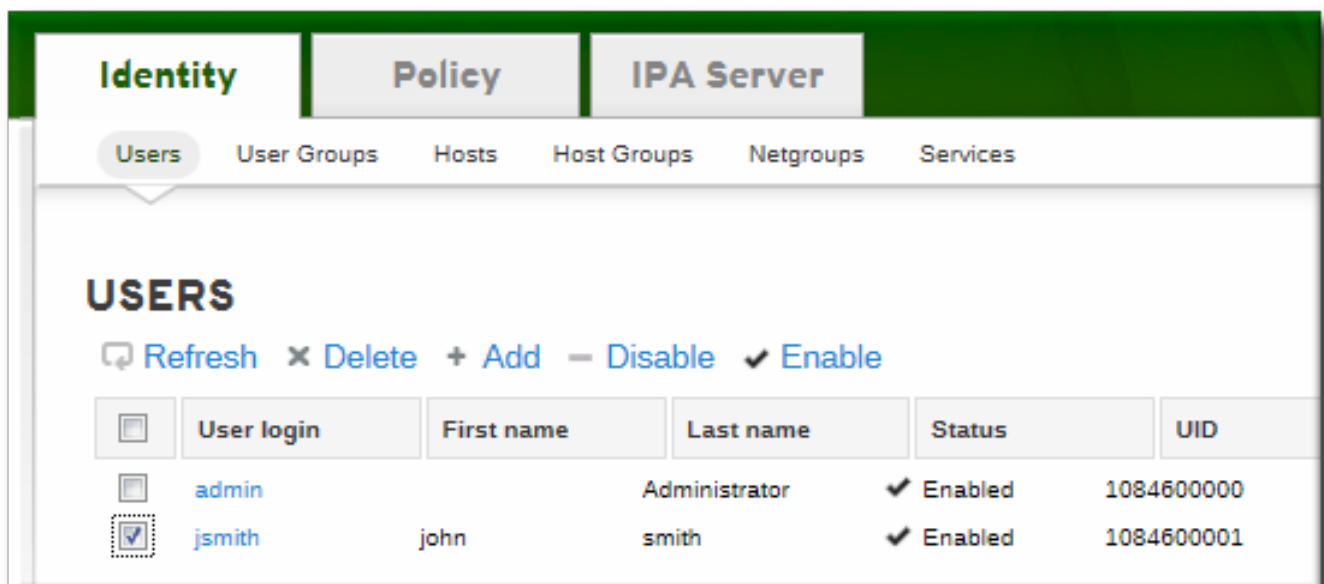 Identity Policy IPA Server
Users User Groups Hosts Host Groups Netgroups Services
USERS
Refresh Delete Add Disable Enable
User login First name Last name Status UID
admin Administrator Enabled 1084600000
jsmith john smith Enabled 1084600001